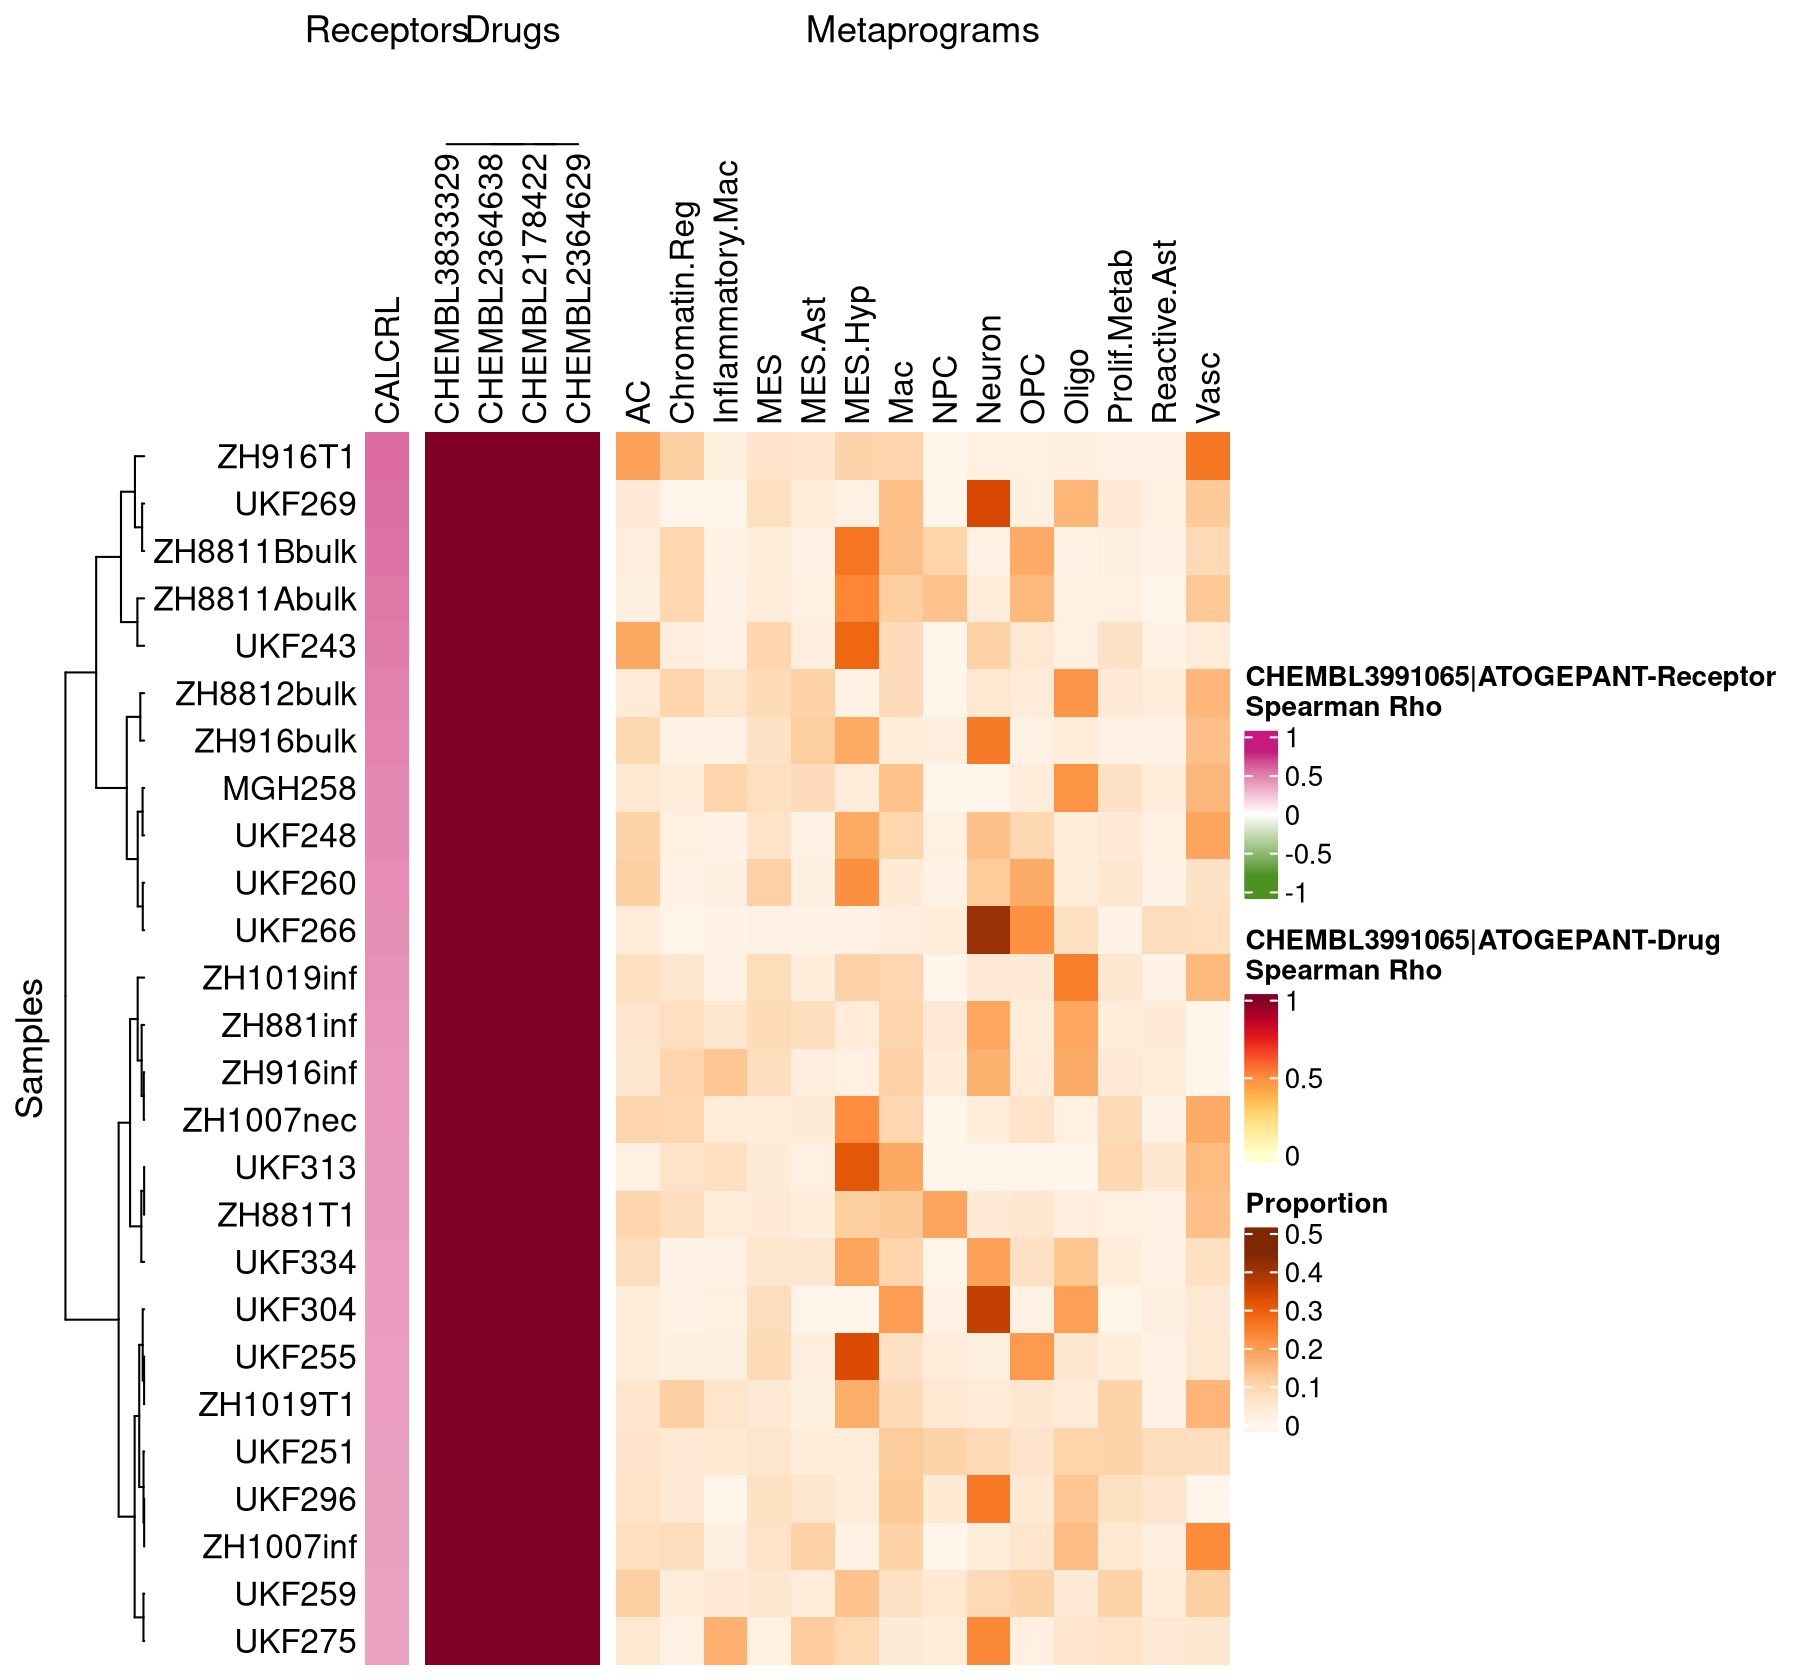 Receptors
Drugs
Metaprograms
CALCRL
CHEMBL3833329
CHEMBL2364638
CHEMBL2178422
CHEMBL2364629
AC
Chromatin.Reg
Inflammatory.Mac
MES
MES.Ast
MES.Hyp
Mac
NPC
Neuron
OPC
Oligo
Prolif.Metab
Reactive.Ast
Vasc
Samples
ZH916T1
UKF269
ZH8811Bbulk
ZH8811Abulk
UKF243
ZH8812bulk
ZH916bulk
MGH258
UKF248
UKF260
UKF266
ZH1019inf
ZH881inf
ZH916inf
ZH1007nec
UKF313
ZH881T1
UKF334
UKF304
UKF255
ZH1019T1
UKF251
UKF296
ZH1007inf
UKF259
UKF275
CHEMBL3991065|ATOGEPANT-Receptor
Spearman Rho
1
0.5
0
-0.5
-1
CHEMBL3991065|ATOGEPANT-Drug
Spearman Rho
1
0.5
0
Proportion
0.5
0.4
0.3
0.2
0.1
0